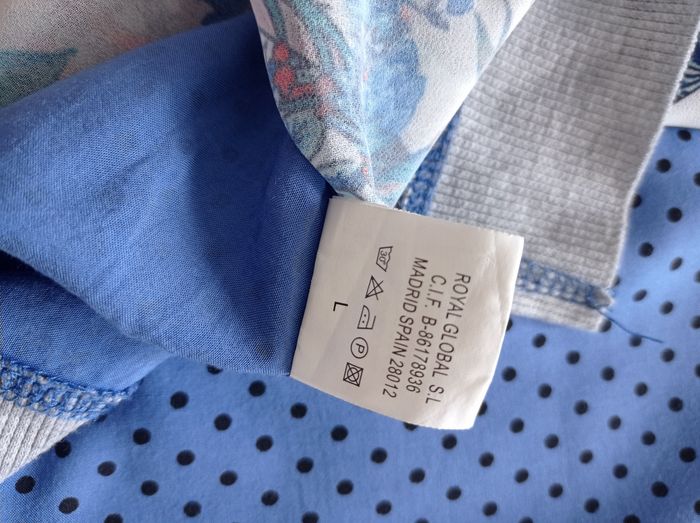 ROYAL GLOBAL S.L
C.I.F. B-86178936
MADRID SPAIN 28012
30°
P
L